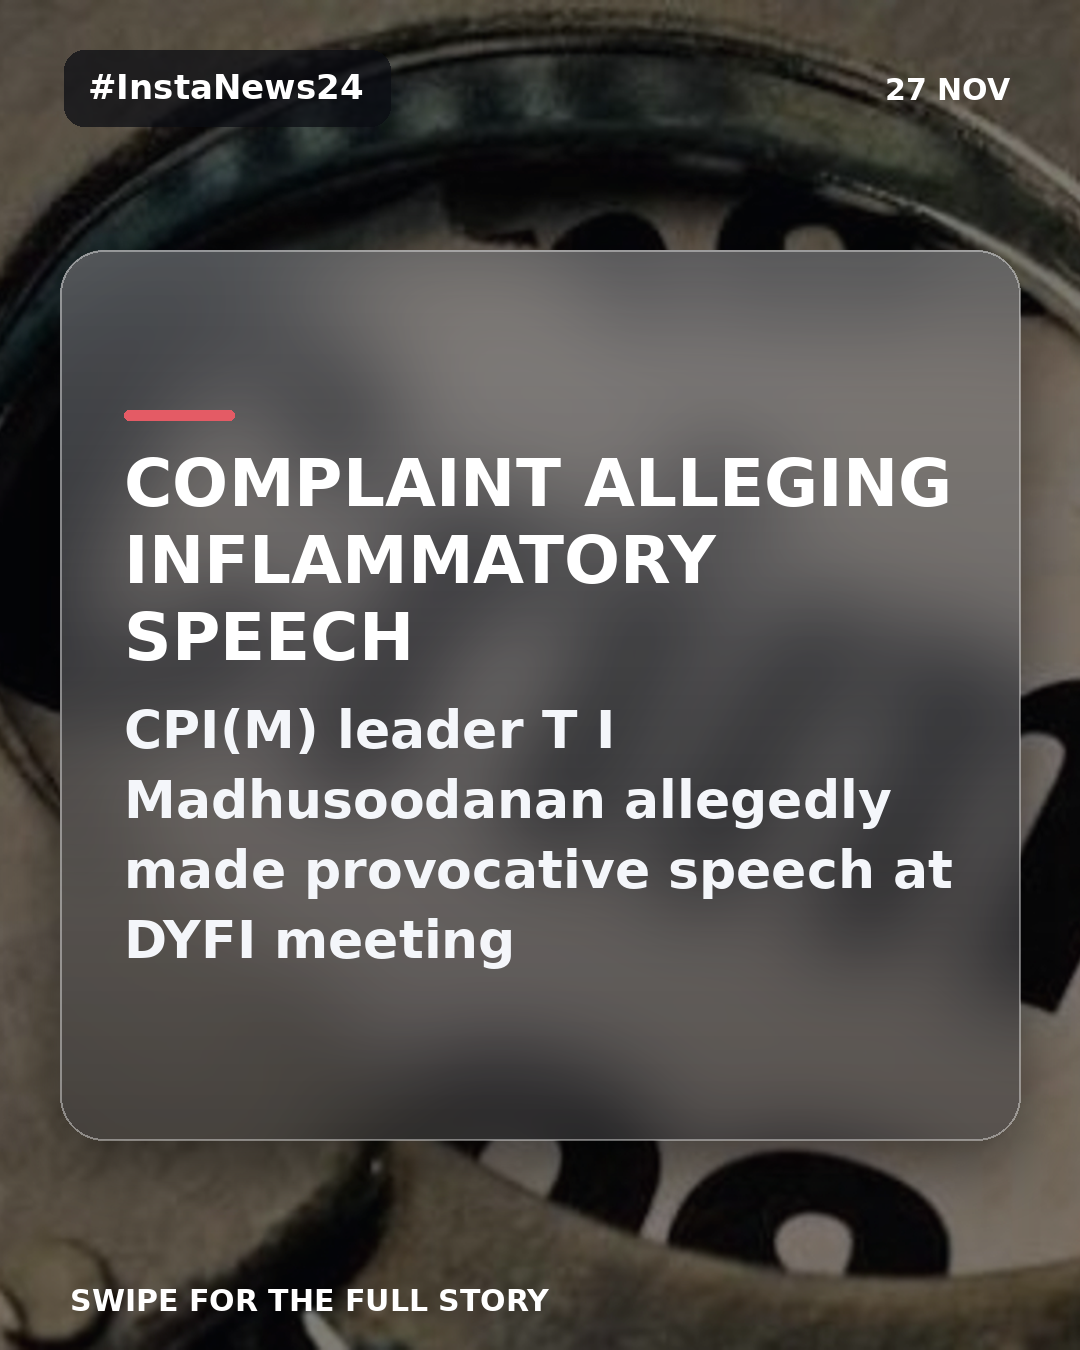 #InstaNews24
27 NOV
COMPLAINT ALLEGING
INFLAMMATORY
SPEECH
CPI(M) leader T I
Madhusoodanan allegedly
made provocative speech at
DYFI meeting
SWIPE FOR THE FULL STORY